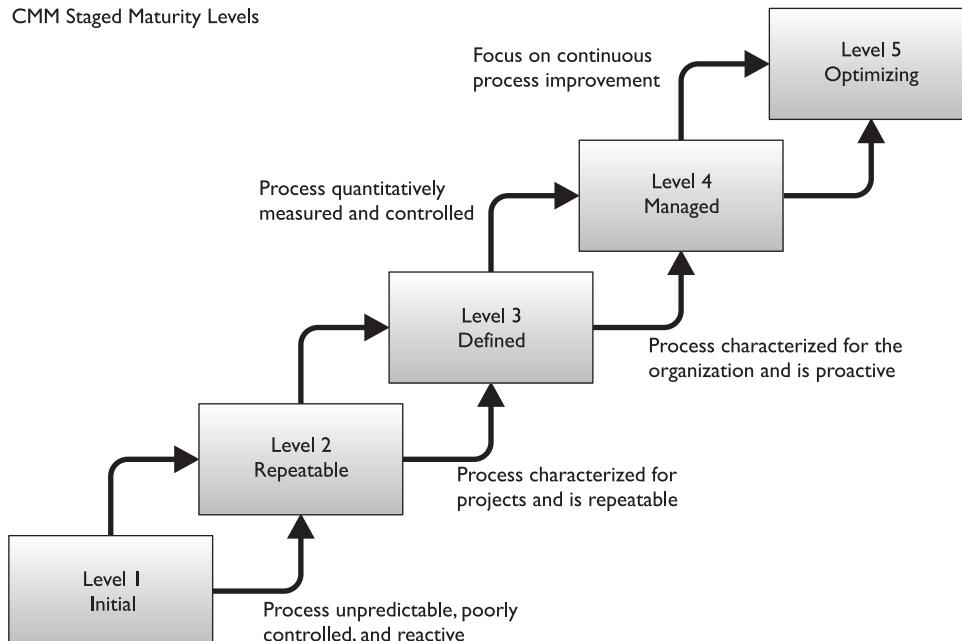 CMM Staged Maturity Levels
Level 5
Optimizing
Focus on continuous
process improvement
Level 4
Managed
Process quantitatively
measured and controlled
Level 3
Defined
Process characterized for the
organization and is proactive
Level 2
Repeatable
Process characterized for
projects and is repeatable
Level 1
Initial
Process unpredictable, poorly
controlled, and reactive